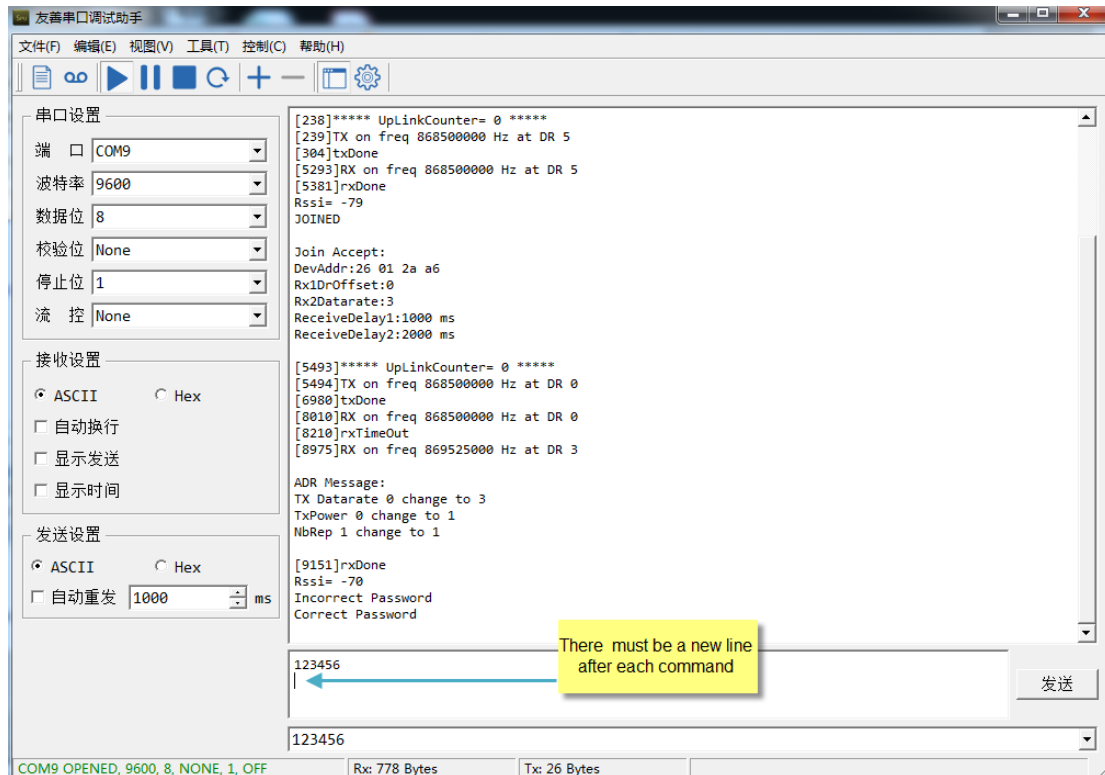 友善串口调试助手
文件(F) 编辑(E) 视图(V) 工具(T) 控制(C) 帮助(H)
串口设置
端 口 COM9
波特率 9600
数据位 8
校验位 None
停止位 1
流 控 None
接收设置
ASCII Hex
自动换行
显示发送
显示时间
发送设置
ASCII Hex
自动重发 1000 ms
[238]***** UpLinkCounter= 0 *****
[239]TX on freq 868500000 Hz at DR 5
[304]txDone
[5293]RX on freq 868500000 Hz at DR 5
[5381]rxDone
Rssi= -79
JOINED
Join Accept:
DevAddr:26 01 2a a6
Rx1DrOffset:0
Rx2Datarate:3
ReceiveDelay1:1000 ms
ReceiveDelay2:2000 ms
[5493]***** UpLinkCounter= 0 *****
[5494]TX on freq 868500000 Hz at DR 0
[6980]txDone
[8010]RX on freq 868500000 Hz at DR 0
[8210]rxTimeOut
[8975]RX on freq 869525000 Hz at DR 3
ADR Message:
TX Datarate 0 change to 3
TxPower 0 change to 1
NbRep 1 change to 1
[9151]rxDone
Rssi= -70
Incorrect Password
Correct Password
There must be a new line
after each command
123456
发送
123456
COM9 OPENED, 9600, 8, NONE, 1, OFF Rx: 778 Bytes Tx: 26 Bytes